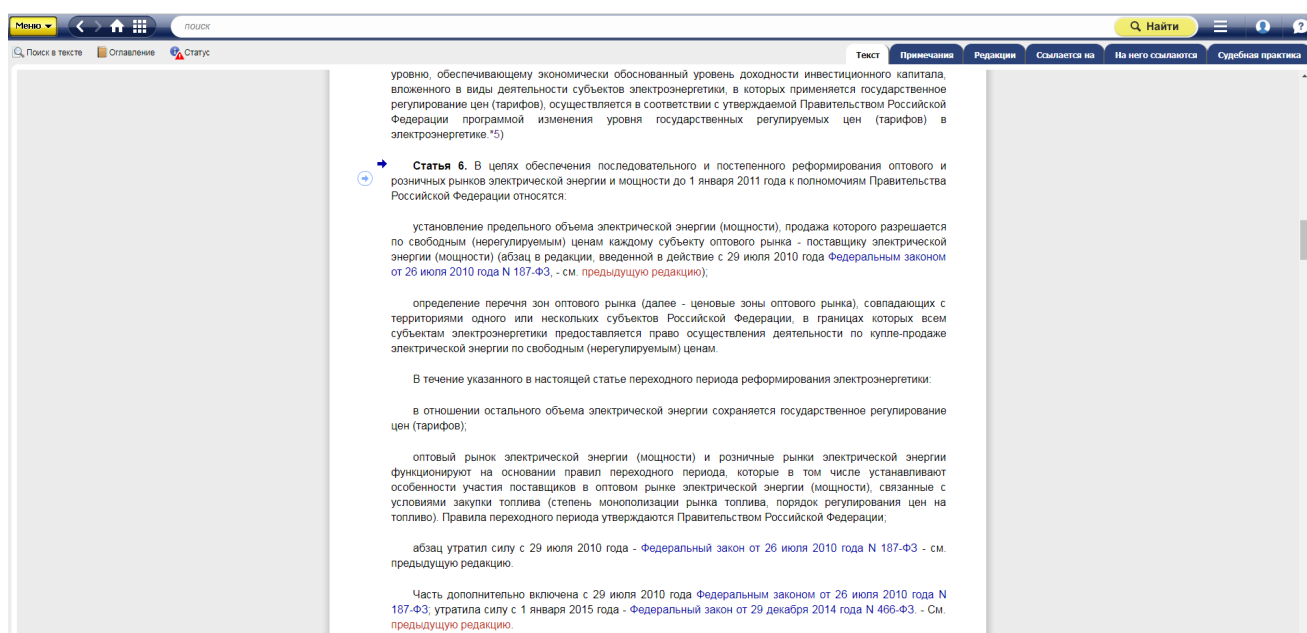 Меню
поиск
Найти
?
Поиск в тексте Оглавление Статус
Текст Примечания Редакции Ссылается на На него ссылаются Судебная практика
уровню, обеспечивающему экономически обоснованный уровень доходности инвестиционного капитала,
вложенного в виды деятельности субъектов электроэнергетики, в которых применяется государственное
регулирование цен (тарифов), осуществляется в соответствии с утверждаемой Правительством Российской
Федерации программой изменения уровня государственных регулируемых цен (тарифов) в
электроэнергетике.*5)
Статья 6. В целях обеспечения последовательного и постепенного реформирования оптового и
розничных рынков электрической энергии и мощности до 1 января 2011 года к полномочиям Правительства
Российской Федерации относятся:
установление предельного объема электрической энергии (мощности), продажа которого разрешается
по свободным (нерегулируемым) ценам каждому субъекту оптового рынка - поставщику электрической
энергии (мощности) (абзац в редакции, введенной в действие с 29 июля 2010 года Федеральным законом
от 26 июля 2010 года N 187-ФЗ, - см. предыдущую редакцию);
определение перечня зон оптового рынка (далее - ценовые зоны оптового рынка), совпадающих с
территориями одного или нескольких субъектов Российской Федерации, в границах которых всем
субъектам электроэнергетики предоставляется право осуществления деятельности по купле-продаже
электрической энергии по свободным (нерегулируемым) ценам.
В течение указанного в настоящей статье переходного периода реформирования электроэнергетики:
в отношении остального объема электрической энергии сохраняется государственное регулирование
цен (тарифов);
оптовый рынок электрической энергии (мощности) и розничные рынки электрической энергии
функционируют на основании правил переходного периода, которые в том числе устанавливают
особенности участия поставщиков в оптовом рынке электрической энергии (мощности), связанные с
условиями закупки топлива (степень монополизации рынка топлива, порядок регулирования цен на
топливо). Правила переходного периода утверждаются Правительством Российской Федерации;
абзац утратил силу с 29 июля 2010 года - Федеральный закон от 26 июля 2010 года N 187-ФЗ - см.
предыдущую редакцию.
Часть дополнительно включена с 29 июля 2010 года Федеральным законом от 26 июля 2010 года N
187-ФЗ; утратила силу с 1 января 2015 года - Федеральный закон от 29 декабря 2014 года N 466-ФЗ. - См.
предыдущую редакцию.